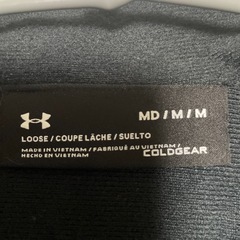 MD / M / M
LOOSE / COUPE LÂCHE / SUELTO
MADE IN VIETNAM / FABRIQUÉ AU VIETNAM /
HECHO EN VIETNAM
COLDGEAR